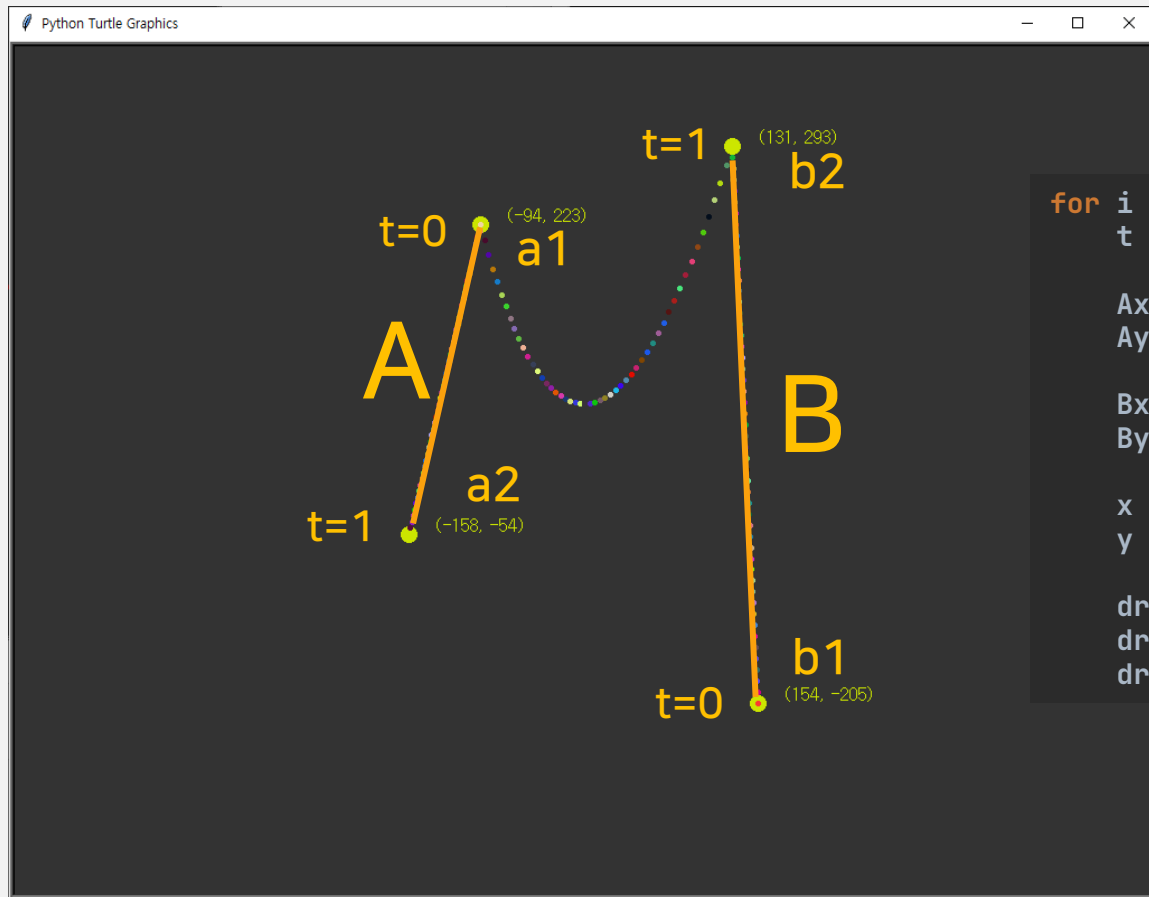 Python Turtle Graphics
t=1
(131, 293)
b2
t=0
(-94, 223)
a1
A
B
a2
t=1
(-158, -54)
b1
t=0
(154, -205)
for i
t
Ax
Ay
Bx
By
x
y
dr
dr
dr